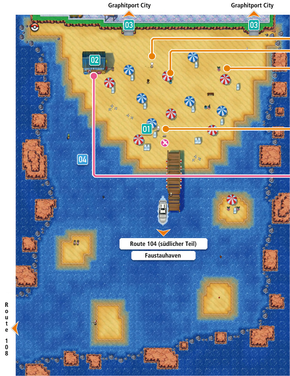 Graphitport City
Graphitport City
03
03
02
01
04
Route 104 (südlicher Teil)
Faustauhaven
Route 108